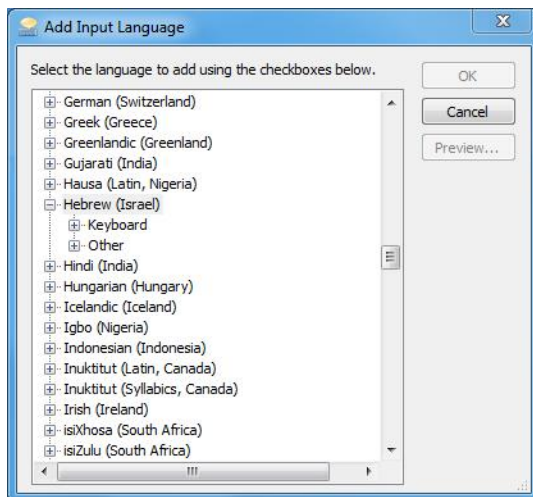 Add Input Language
Select the language to add using the checkboxes below.
OK
Cancel
Preview...
German (Switzerland)
Greek (Greece)
Greenlandic (Greenland)
Gujarati (India)
Hausa (Latin, Nigeria)
Hebrew (Israel)
Keyboard
Other
Hindi (India)
Hungarian (Hungary)
Icelandic (Iceland)
Igbo (Nigeria)
Indonesian (Indonesia)
Inuktitut (Latin, Canada)
Inuktitut (Syllabics, Canada)
Irish (Ireland)
isiXhosa (South Africa)
isiZulu (South Africa)